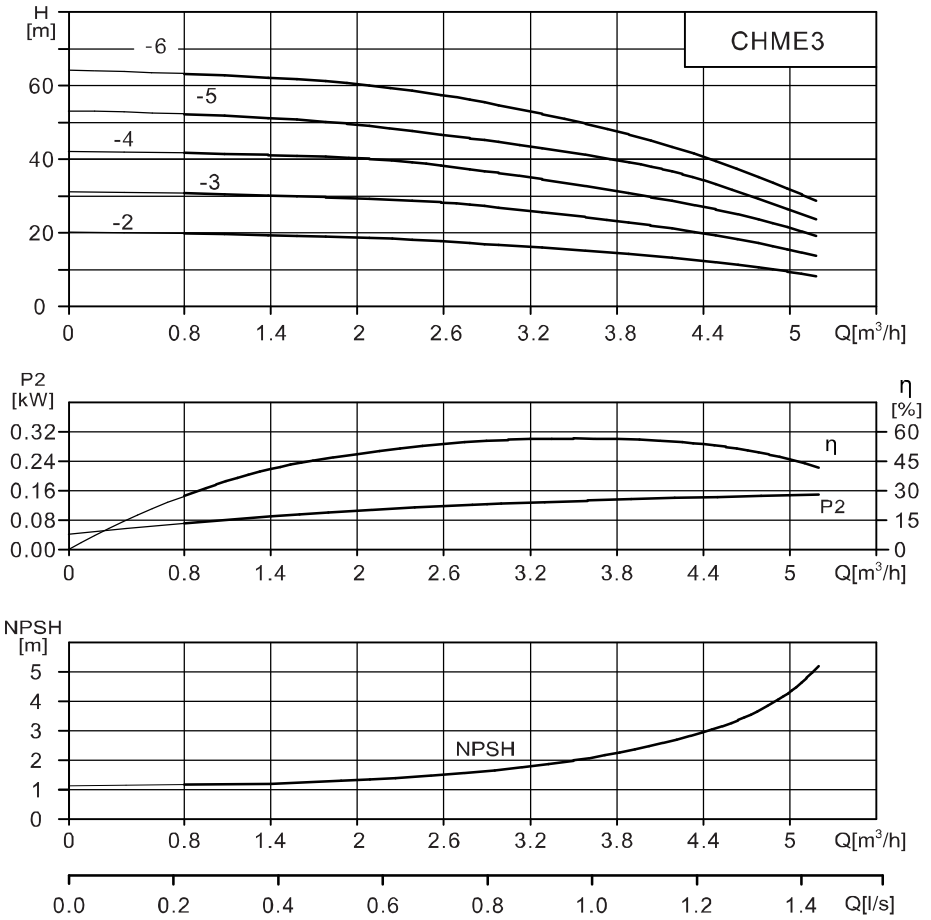 H
[m]
CHME3
-6
-5
-4
-3
-2
60
40
20
0
0 0.8 1.4 2 2.6 3.2 3.8 4.4 5 Q[m³/h]
P2
[kW]
η
[%]
0.32
0.24
0.16
0.08
0.00
60
45
30
15
0
η
P2
0 0.8 1.4 2 2.6 3.2 3.8 4.4 5 Q[m³/h]
NPSH
[m]
5
4
3
2
1
0
NPSH
0 0.8 1.4 2 2.6 3.2 3.8 4.4 5 Q[m³/h]
0.0 0.2 0.4 0.6 0.8 1.0 1.2 1.4 Q[l/s]